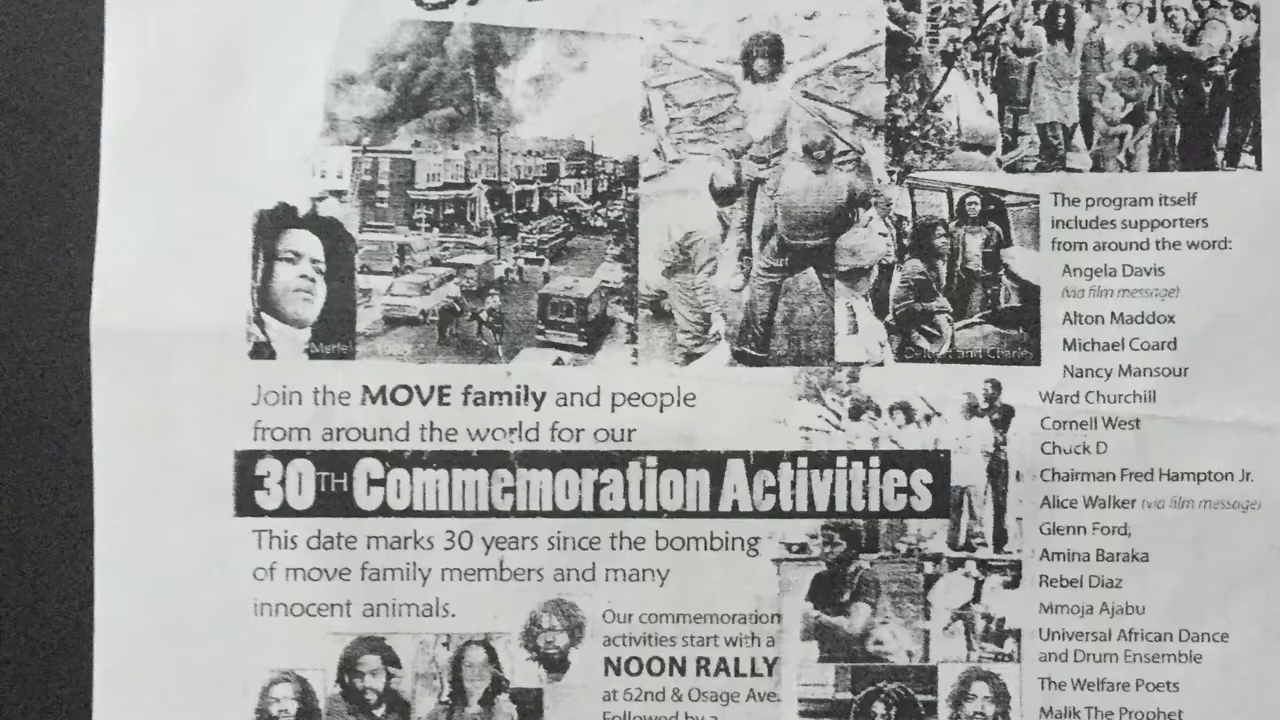 Merle
Delbert and Charles
The program itself
includes supporters
from around the word:
Angela Davis
(via film message)
Alton Maddox
Michael Coard
Nancy Mansour
Ward Churchill
Cornell West
Chuck D
Chairman Fred Hampton Jr.
Alice Walker (via film message)
Glenn Ford,
Amina Baraka
Rebel Diaz
Mmoja Ajabu
Universal African Dance
and Drum Ensemble
The Welfare Poets
Malik The Prophet
Join the MOVE family and people
from around the world for our
30TH Commemoration Activities
This date marks 30 years since the bombing
of move family members and many
innocent animals.
Our commemoration
activities start with a
NOON RALLY
at 62nd & Osage Ave.
Followed by a